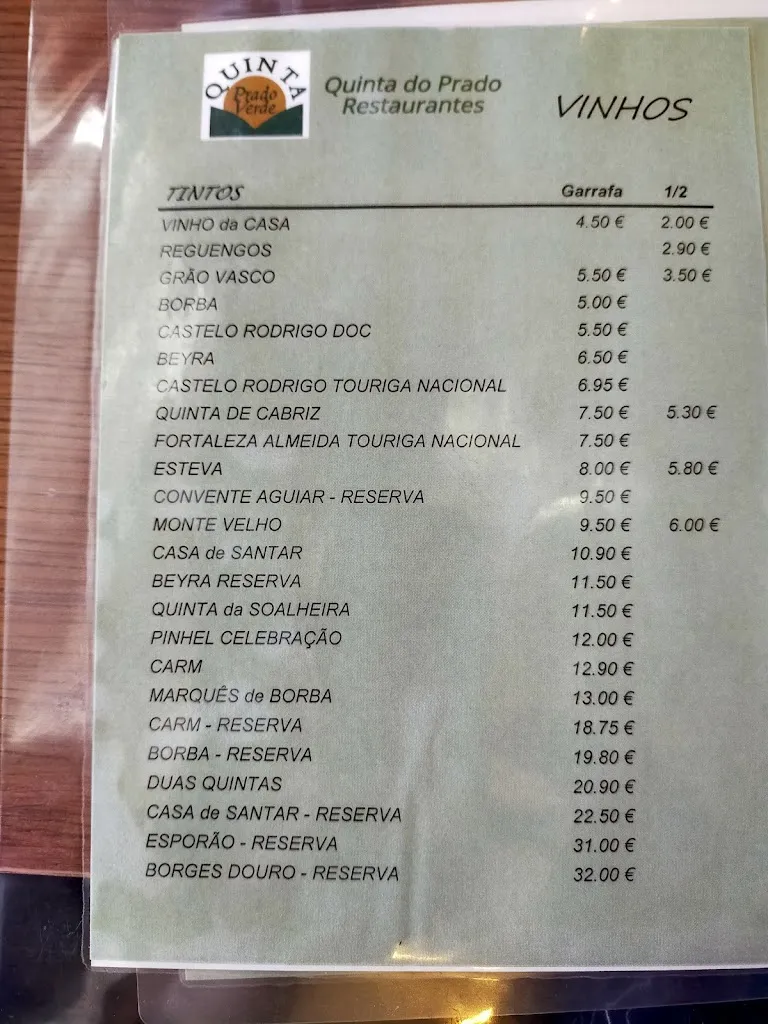 QUINTA
Prado
Verde
Quinta do Prado
Restaurantes
VINHOS
TINTOS Garrafa 1/2
VINHO da CASA 4.50 € 2.00 €
REGUENGOS 2.90 €
GRÃO VASCO 5.50 € 3.50 €
BORBA 5.00 €
CASTELO RODRIGO DOC 5.50 €
BEYRA 6.50 €
CASTELO RODRIGO TOURIGA NACIONAL 6.95 €
QUINTA DE CABRIZ 7.50 € 5.30 €
FORTALEZA ALMEIDA TOURIGA NACIONAL 7.50 €
ESTEVA 8.00 € 5.80 €
CONVENTE AGUIAR - RESERVA 9.50 €
MONTE VELHO 9.50 € 6.00 €
CASA de SANTAR 10.90 €
BEYRA RESERVA 11.50 €
QUINTA da SOALHEIRA 11.50 €
PINHEL CELEBRAÇÃO 12.00 €
CARM 12.90 €
MARQUÊS de BORBA 13.00 €
CARM - RESERVA 18.75 €
BORBA - RESERVA 19.80 €
DUAS QUINTAS 20.90 €
CASA de SANTAR - RESERVA 22.50 €
ESPORÃO - RESERVA 31.00 €
BORGES DOURO - RESERVA 32.00 €